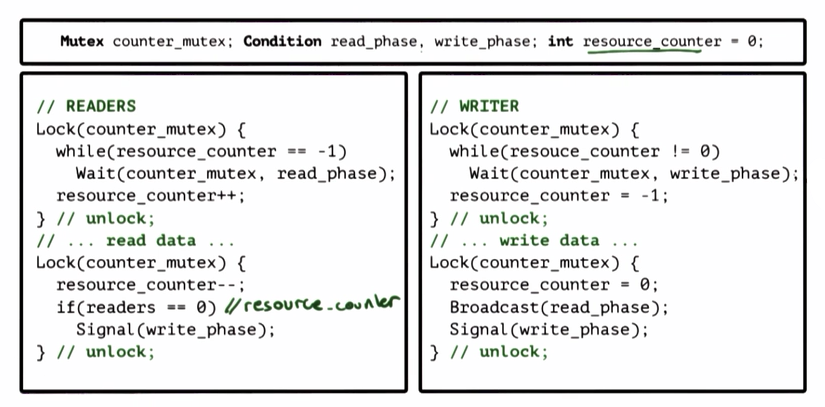 Mutex counter_mutex; Condition read_phase, write_phase; int resource_counter = 0;
// READERS
Lock(counter_mutex) {
while(resource_counter == -1)
Wait(counter_mutex, read_phase);
resource_counter++;
} // unlock;
// ... read data ...
Lock(counter_mutex) {
resource_counter--;
if(readers == 0) //resource_counter
Signal(write_phase);
} // unlock;
// WRITER
Lock(counter_mutex) {
while(resouce_counter != 0)
Wait(counter_mutex, write_phase);
resource_counter = -1;
} // unlock;
// ... write data ...
Lock(counter_mutex) {
resource_counter = 0;
Broadcast(read_phase);
Signal(write_phase);
} // unlock;